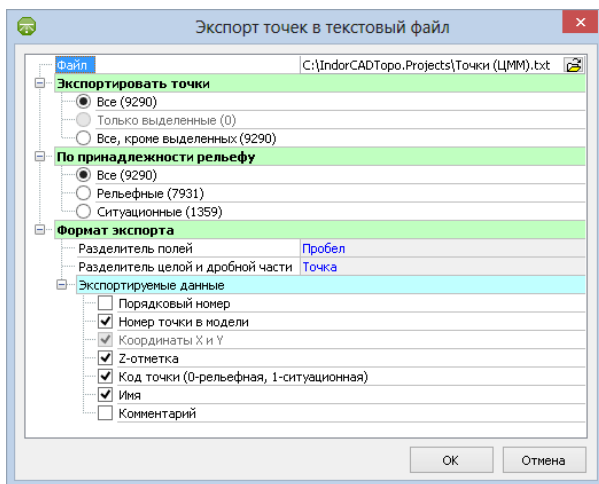 Экспорт точек в текстовый файл
Файл C:\IndorCADTopo.Projects\Точки (ЦММ).txt
Экспортировать точки
Все (9290)
Только выделенные (0)
Все, кроме выделенных (9290)
По принадлежности рельефу
Все (9290)
Рельефные (7931)
Ситуационные (1359)
Формат экспорта
Разделитель полей Пробел
Разделитель целой и дробной части Точка
Экспортируемые данные
Порядковый номер
Номер точки в модели
Координаты X и Y
Z-отметка
Код точки (0-рельефная, 1-ситуационная)
Имя
Комментарий
ОК Отмена